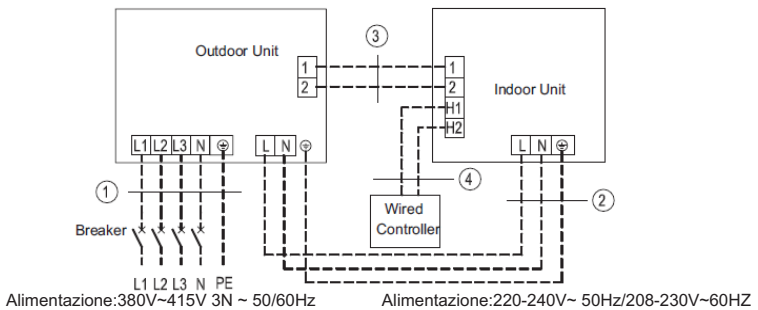 Outdoor Unit
1
2
L1 L2 L3 N
L N
3
1
2
H1
H2
Indoor Unit
L N
1
4
2
Wired
Controller
Breaker
L1 L2 L3 N PE
Alimentazione:380V~415V 3N ~ 50/60Hz
Alimentazione:220-240V~ 50Hz/208-230V~60HZ